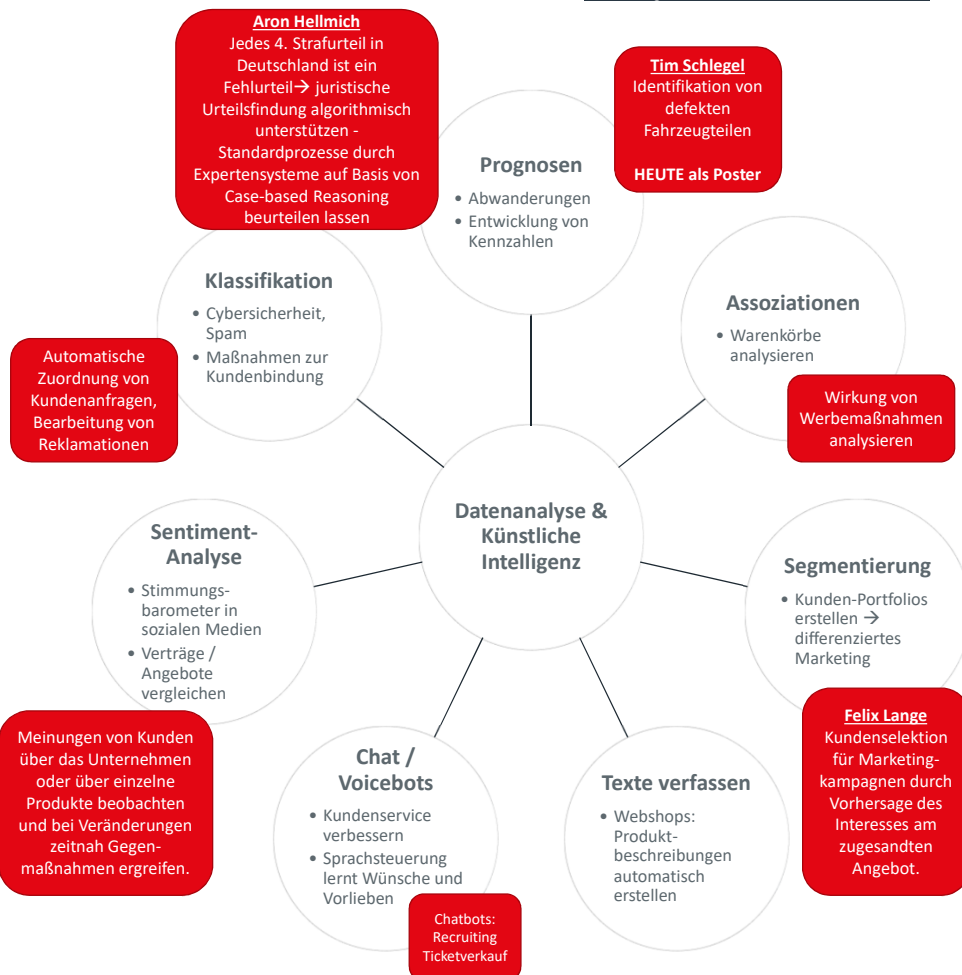 Aron Hellmich
Jedes 4. Strafurteil in
Deutschland ist ein
Fehlurteil→ juristische
Urteilsfindung algorithmisch
unterstützen -
Standardprozesse durch
Expertensysteme auf Basis von
Case-based Reasoning
beurteilen lassen
Tim Schlegel
Identifikation von
defekten
Fahrzeugteilen
HEUTE als Poster
Prognosen
• Abwanderungen
• Entwicklung von
Kennzahlen
Klassifikation
• Cybersicherheit,
Spam
• Maßnahmen zur
Kundenbindung
Automatische
Zuordnung von
Kundenanfragen,
Bearbeitung von
Reklamationen
Assoziationen
• Warenkörbe
analysieren
Wirkung von
Werbemaßnahmen
analysieren
Datenanalyse &
Künstliche
Intelligenz
Sentiment-
Analyse
• Stimmungs-
barometer in
sozialen Medien
• Verträge /
Angebote
vergleichen
Meinungen von Kunden
über das Unternehmen
oder über einzelne
Produkte beobachten
und bei Veränderungen
zeitnah Gegen-
maßnahmen ergreifen.
Segmentierung
• Kunden-Portfolios
erstellen →
differenziertes
Marketing
Felix Lange
Kundenselektion
für Marketing-
kampagnen durch
Vorhersage des
Interesses am
zugesandten
Angebot.
Chat /
Voicebots
• Kundenservice
verbessern
• Sprachsteuerung
lernt Wünsche und
Vorlieben
Chatbots:
Recruiting
Ticketverkauf
Texte verfassen
• Webshops:
Produkt-
beschreibungen
automatisch
erstellen